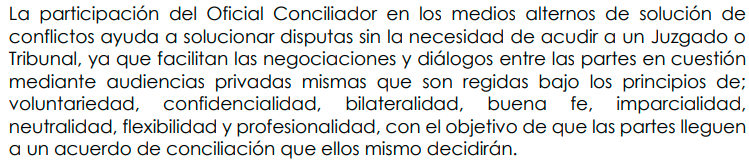 La participación del Oficial Conciliador en los medios alternos de solución de
conflictos ayuda a solucionar disputas sin la necesidad de acudir a un Juzgado o
Tribunal, ya que facilitan las negociaciones y diálogos entre las partes en cuestión
mediante audiencias privadas mismas que son regidas bajo los principios de;
voluntariedad, confidencialidad, bilateralidad, buena fe, imparcialidad,
neutralidad, flexibilidad y profesionalidad, con el objetivo de que las partes lleguen
a un acuerdo de conciliación que ellos mismo decidirán.